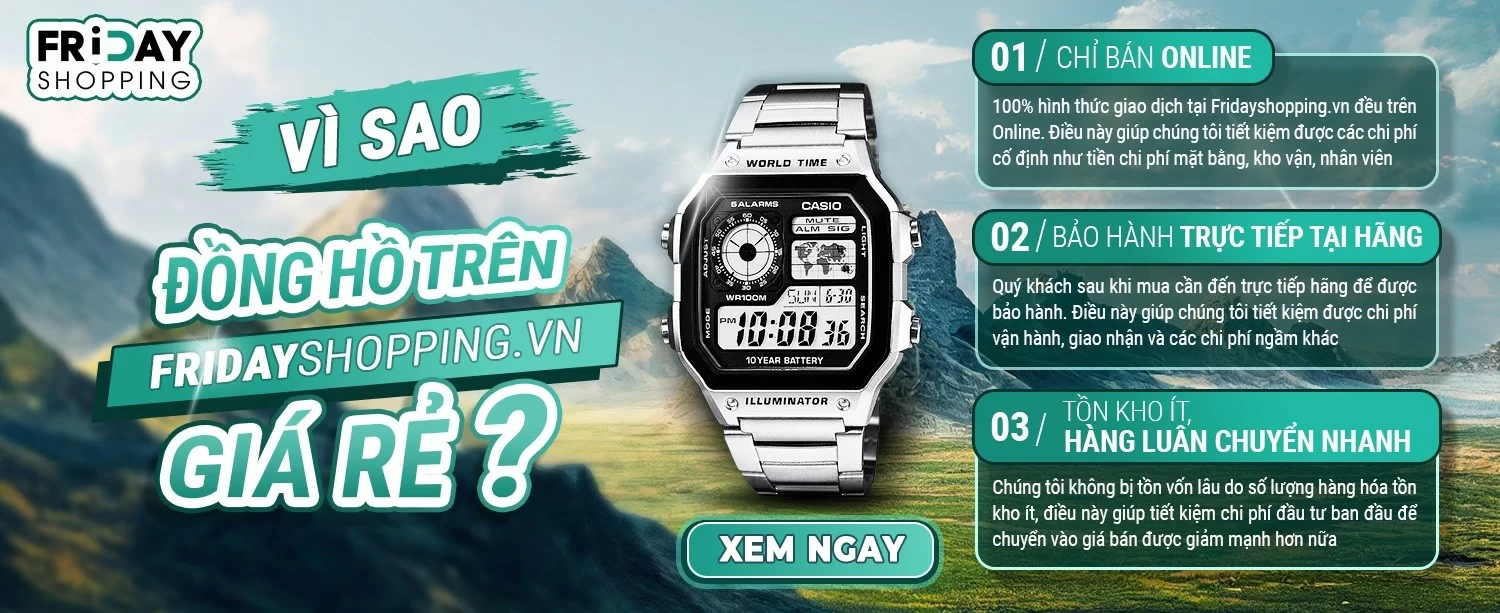 FRiDAY
SHOPPING
VÌ SAO
ĐỒNG HỒ TRÊN
FRIDAYSHOPPING.VN
GIÁ RẺ ?
WORLD TIME
5 ALARMS CASIO
MUTE
ALM SIG
ADJUST
LIGHT
WR100M
SUN 6-30
MODE
SEARCH
PM 10:08 36
10 YEAR BATTERY
ILLUMINATOR
XEM NGAY
01 / CHỈ BÁN ONLINE
100% hình thức giao dịch tại Fridayshopping.vn đều trên
Online. Điều này giúp chúng tôi tiết kiệm được các chi phí
cố định như tiền chi phí mặt bằng, kho vận, nhân viên
02 / BẢO HÀNH TRỰC TIẾP TẠI HÃNG
Quý khách sau khi mua cần đến trực tiếp hãng để được
bảo hành. Điều này giúp chúng tôi tiết kiệm được chi phí
vận hành, giao nhận và các chi phí ngầm khác
03 / TỒN KHO ÍT,
HÀNG LUÂN CHUYỂN NHANH
Chúng tôi không bị tồn vốn lâu do số lượng hàng hóa tồn
kho ít, điều này giúp tiết kiệm chi phí đầu tư ban đầu để
chuyển vào giá bán được giảm mạnh hơn nữa